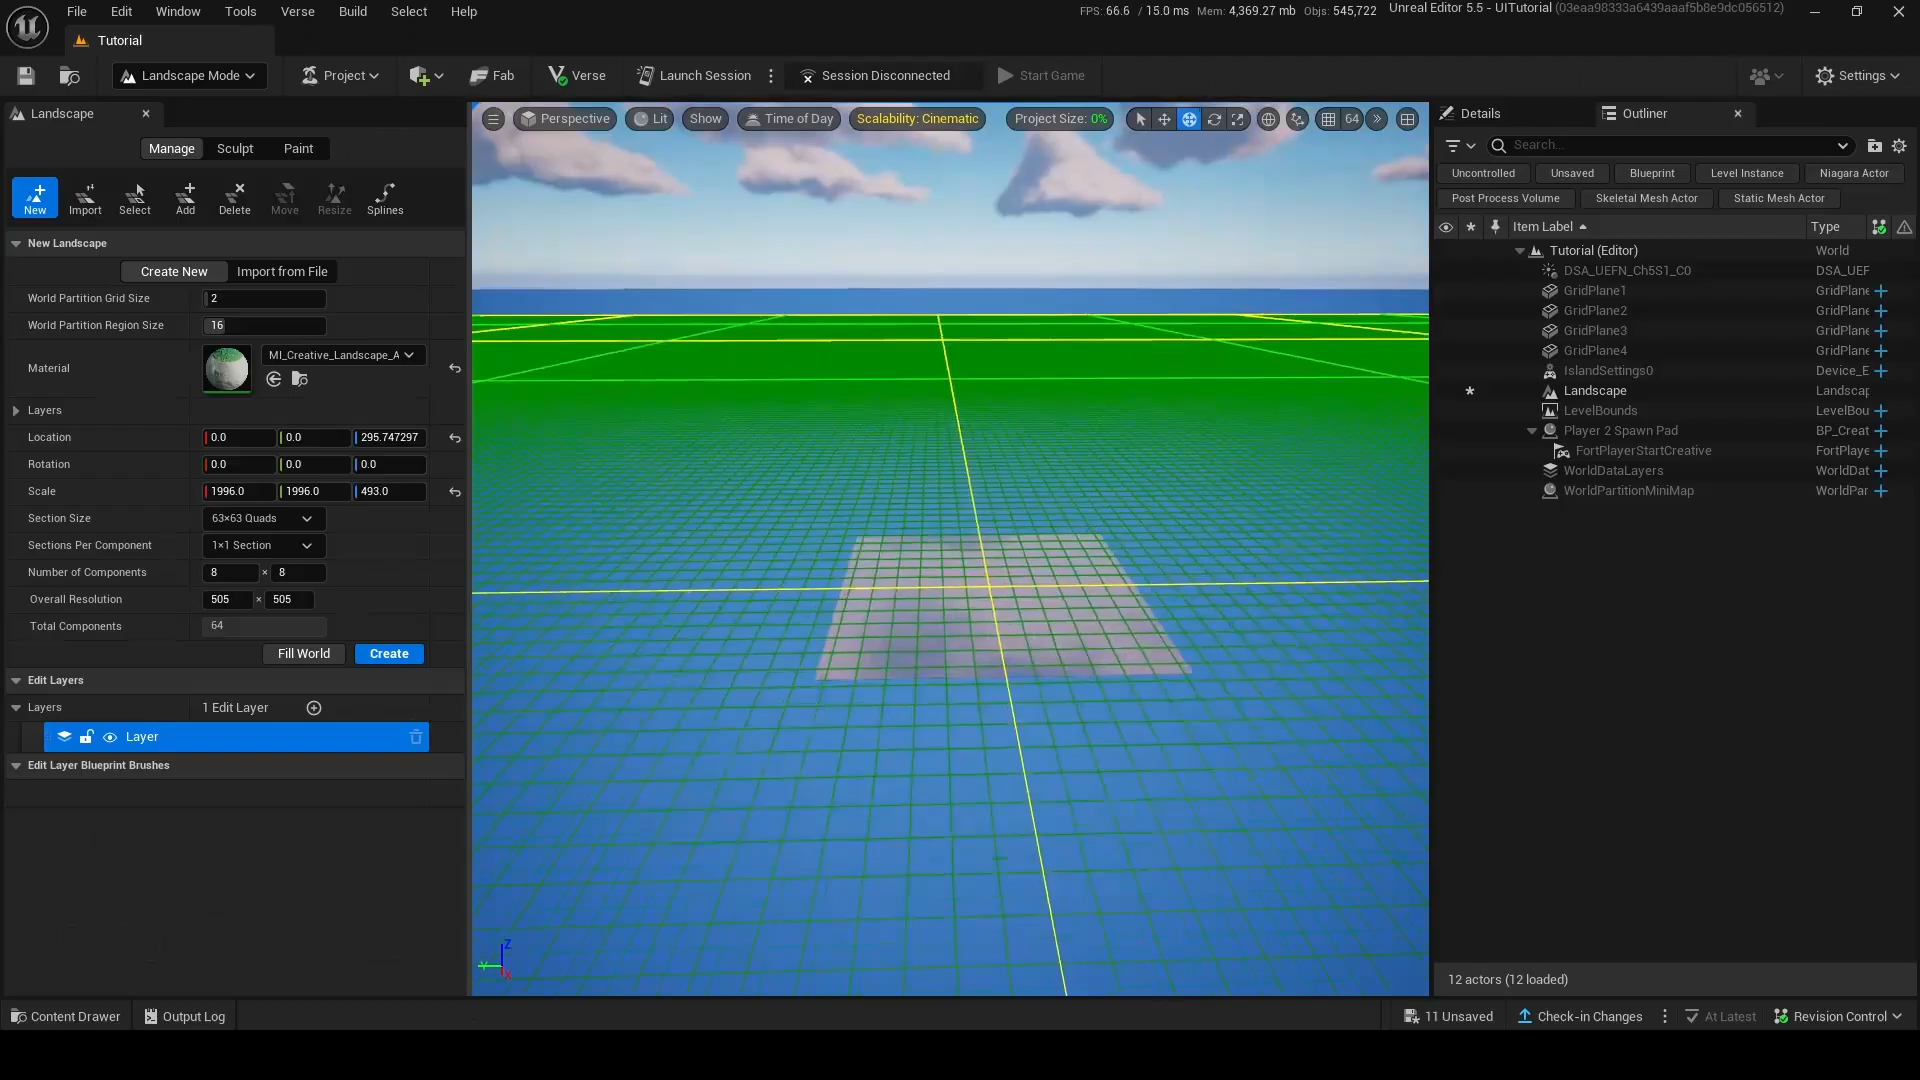 File Edit Window Tools Verse Build Select Help
FPS: 66.6 / 15.0 ms Mem: 4,369.27 mb Objs: 545,722
Unreal Editor 5.5 - UITutorial (03eaa98333a6439aaaf5b8e9dc056512)
Tutorial
Landscape Mode
Project
Fab
Verse
Launch Session
Session Disconnected
Start Game
Settings
Landscape
Manage Sculpt Paint
New Import Select Add Delete Move Resize Splines
New Landscape
Create New Import from File
World Partition Grid Size 2
World Partition Region Size 16
Material MI_Creative_Landscape_A
Layers
Location 0.0 0.0 295.747297
Rotation 0.0 0.0 0.0
Scale 1996.0 1996.0 493.0
Section Size 63×63 Quads
Sections Per Component 1×1 Section
Number of Components 8 × 8
Overall Resolution 505 × 505
Total Components 64
Fill World Create
Edit Layers
Layers 1 Edit Layer
Layer
Edit Layer Blueprint Brushes
Perspective Lit Show Time of Day Scalability: Cinematic Project Size: 0% 64
Z
Y
X
Details
Outliner
Search...
Uncontrolled Unsaved Blueprint Level Instance Niagara Actor
Post Process Volume Skeletal Mesh Actor Static Mesh Actor
Item Label Type
Tutorial (Editor) World
DSA_UEFN_Ch5S1_C0 DSA_UEF
GridPlane1 GridPlane
GridPlane2 GridPlane
GridPlane3 GridPlane
GridPlane4 GridPlane
IslandSettings0 Device_E
Landscape Landscap
LevelBounds LevelBou
Player 2 Spawn Pad BP_Creat
FortPlayerStartCreative FortPlaye
WorldDataLayers WorldDat
WorldPartitionMiniMap WorldPar
12 actors (12 loaded)
Content Drawer
Output Log
11 Unsaved
Check-in Changes
At Latest
Revision Control